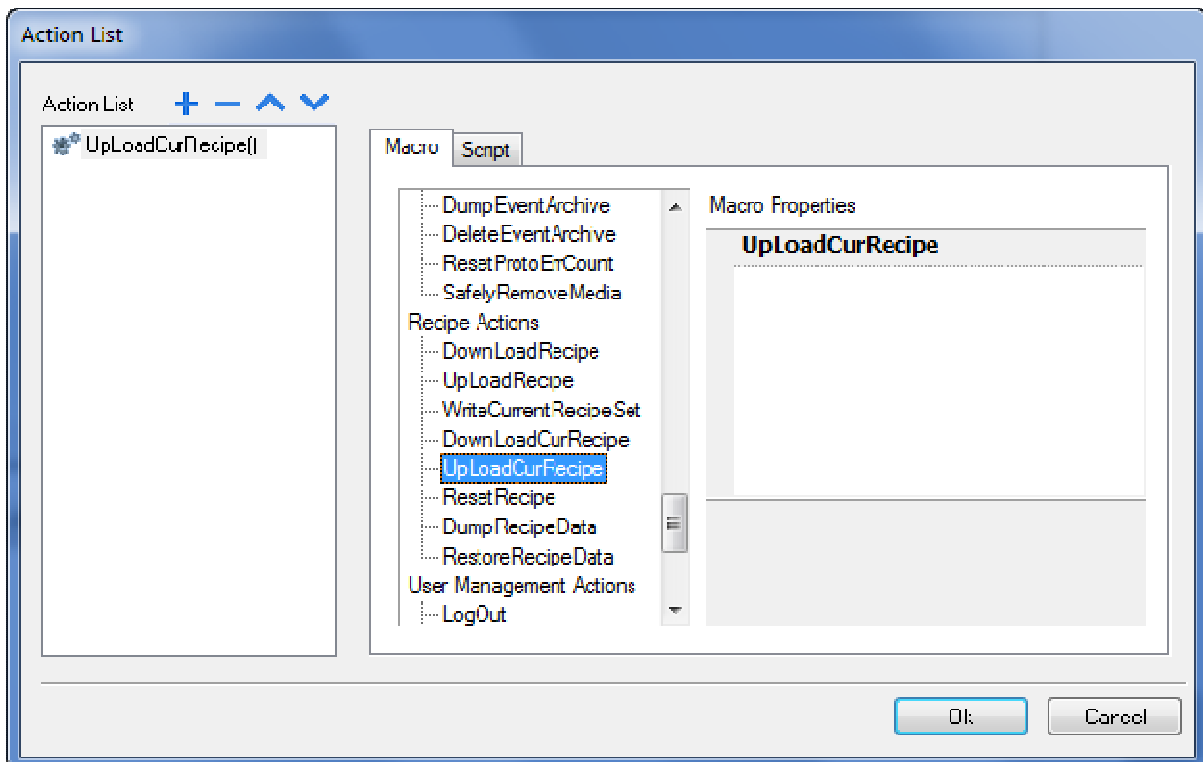 Action List
Action List
UpLoadCurRecipe()
Macro
Script
DumpEventArchive
DeleteEventArchive
ResetProtoErrCount
SafelyRemoveMedia
Recipe Actions
DownLoadRecipe
UpLoadRecipe
WriteCurrentRecipeSet
DownLoadCurRecipe
UpLoadCurRecipe
ResetRecipe
DumpRecipeData
RestoreRecipeData
User Management Actions
LogOut
Macro Properties
UpLoadCurRecipe
Ok
Cancel